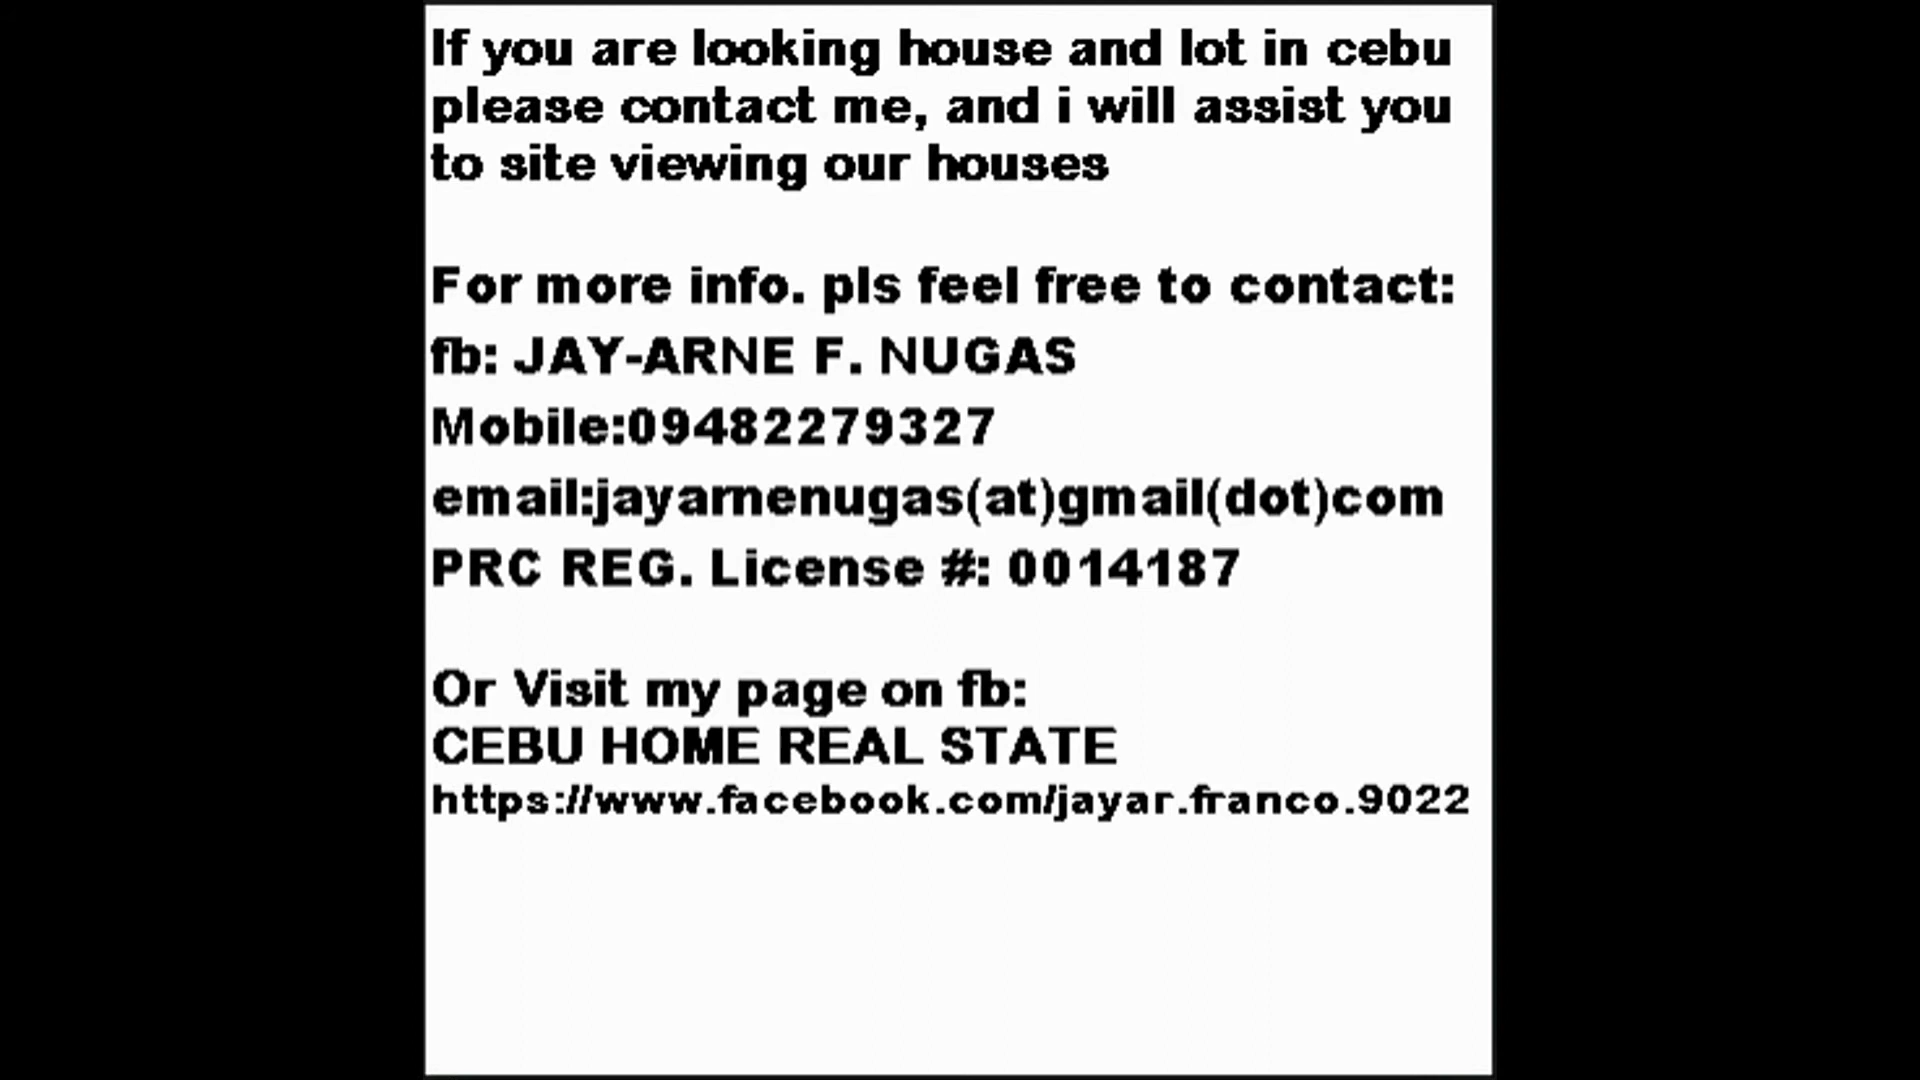 If you are looking house and lot in cebu
please contact me, and i will assist you
to site viewing our houses
For more info. pls feel free to contact:
fb: JAY-ARNE F. NUGAS
Mobile:09482279327
email:jayarnenugas(at)gmail(dot)com
PRC REG. License #: 0014187
Or Visit my page on fb:
CEBU HOME REAL STATE
https://www.facebook.com/jayar.franco.9022